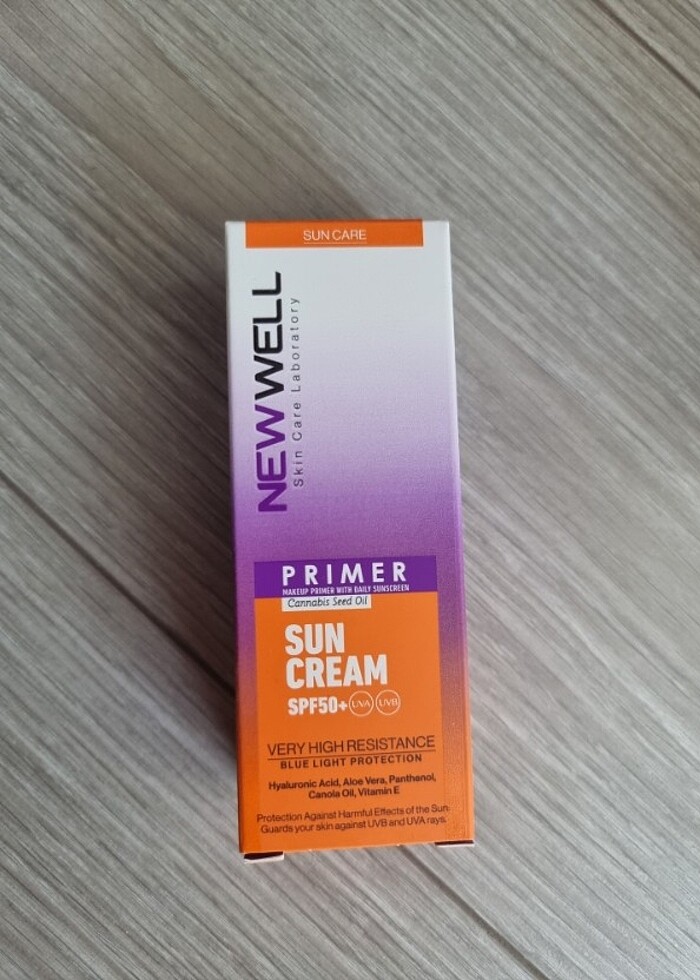 SUN CARE
NEWWELL
Skin Care Laboratory
PRIMER
MAKEUP PRIMER WITH DAILY SUNSCREEN
Cannabis Seed Oil
SUN
CREAM
SPF50+ UVA UVB
VERY HIGH RESISTANCE
BLUE LIGHT PROTECTION
Hyaluronic Acid, Aloe Vera, Panthenol,
Canola Oil, Vitamin E
Protection Against Harmful Effects of the Sun.
Guards your skin against UVB and UVA rays.